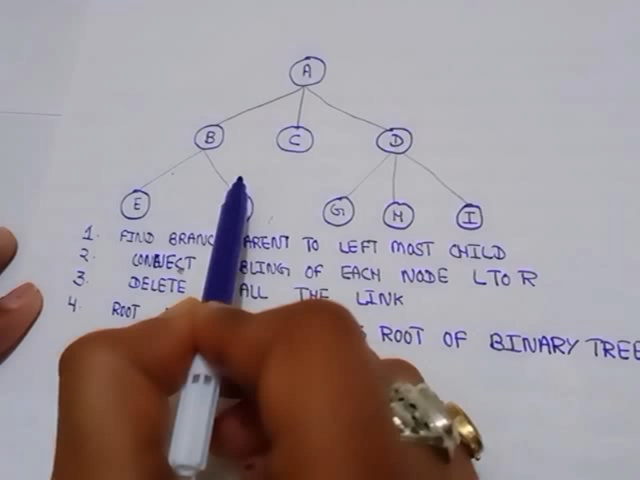 A
B C D
E G H I
1. FIND BRANC ARENT TO LEFT MOST CHILD
2. CONNECT BLING OF EACH NODE L TO R
3. DELETE ALL THE LINK
4. ROOT ROOT OF BINARY TREE